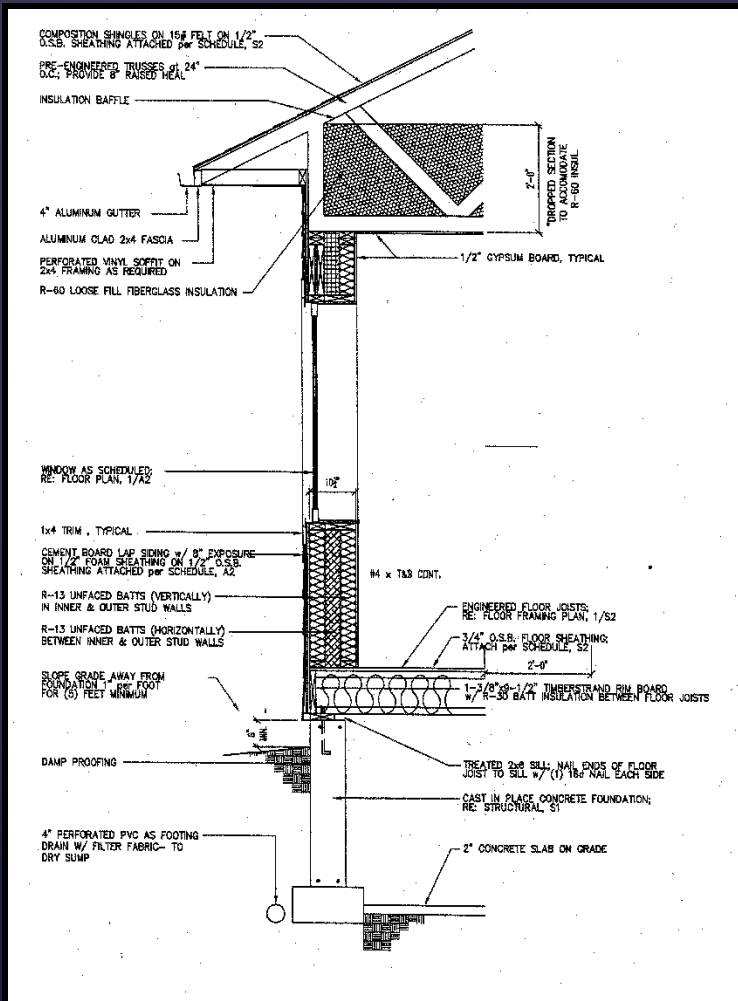 COMPOSITION SHINGLES ON 15# FELT ON 1/2"
O.S.B. SHEATHING ATTACHED per SCHEDULE, S2
PRE-ENGINEERED TRUSSES at 24"
O.C.; PROVIDE 8" RAISED HEAL
INSULATION BAFFLE
2'-0"
"DROPPED SECTION
TO ACCOMODATE
R-60 INSUL.
4" ALUMINUM GUTTER
ALUMINUM CLAD 2x4 FASCIA
PERFORATED VINYL SOFFIT ON
2x4 FRAMING AS REQUIRED
R-60 LOOSE FILL FIBERGLASS INSULATION
1/2" GYPSUM BOARD, TYPICAL
WINDOW AS SCHEDULED;
RE: FLOOR PLAN, 1/A2
1x4 TRIM , TYPICAL
CEMENT BOARD LAP SIDING w/ 8" EXPOSURE
ON 1/2" FOAM SHEATHING ON 1/2" O.S.B.
SHEATHING ATTACHED per SCHEDULE, A2
#4 x T&B CONT.
R-13 UNFACED BATTS (VERTICALLY)
IN INNER & OUTER STUD WALLS
R-13 UNFACED BATTS (HORIZONTALLY)
BETWEEN INNER & OUTER STUD WALLS
ENGINEERED FLOOR JOISTS;
RE: FLOOR FRAMING PLAN, 1/S2
3/4" O.S.B. FLOOR SHEATHING;
ATTACH per SCHEDULE, S2
2'-0"
SLOPE GRADE AWAY FROM
FOUNDATION 1" per FOOT
FOR (5) FEET MINIMUM
1-3/8"x9-1/2" TIMBERSTRAND RIM BOARD
w/ R-30 BATT INSULATION BETWEEN FLOOR JOISTS
MIN.
DAMP PROOFING
TREATED 2x6 SILL; NAIL ENDS OF FLOOR
JOIST TO SILL w/ (1) 16d NAIL EACH SIDE
CAST IN PLACE CONCRETE FOUNDATION;
RE: STRUCTURAL, S1
4" PERFORATED PVC AS FOOTING
DRAIN W/ FILTER FABRIC- TO
DRY SUMP
2" CONCRETE SLAB ON GRADE